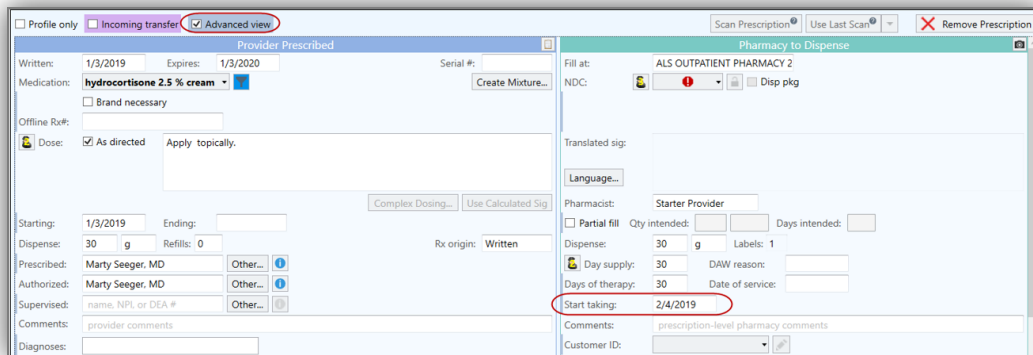 Profile only Incoming transfer Advanced view Scan Prescription Use Last Scan Remove Prescription
Provider Prescribed
Written: 1/3/2019 Expires: 1/3/2020 Serial #:
Medication: hydrocortisone 2.5 % cream Create Mixture...
Brand necessary
Offline Rx#:
Dose: As directed Apply topically.
Complex Dosing... Use Calculated Sig
Starting: 1/3/2019 Ending:
Dispense: 30 g Refills: 0 Rx origin: Written
Prescribed: Marty Seeger, MD Other...
Authorized: Marty Seeger, MD Other...
Supervised: name, NPI, or DEA # Other...
Comments: provider comments
Diagnoses:
Pharmacy to Dispense
Fill at: ALS OUTPATIENT PHARMACY 2
NDC: Disp pkg
Translated sig:
Language...
Pharmacist: Starter Provider
Partial fill Qty intended: Days intended:
Dispense: 30 g Labels: 1
Day supply: 30 DAW reason:
Days of therapy: 30 Date of service:
Start taking: 2/4/2019
Comments: prescription-level pharmacy comments
Customer ID: